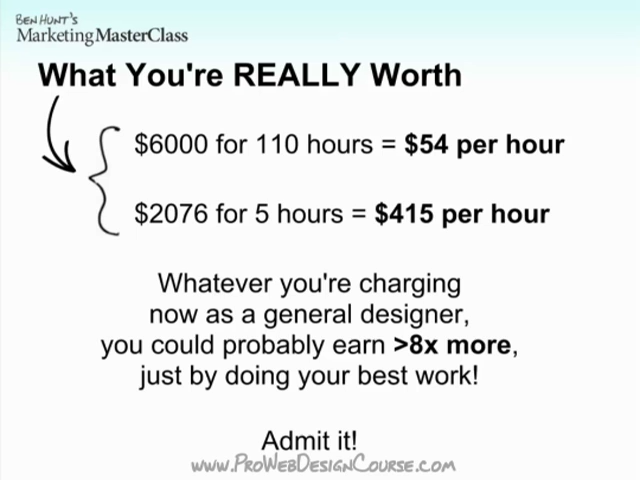 BEN HUNT'S
Marketing MasterClass
What You're REALLY Worth
$6000 for 110 hours = $54 per hour
$2076 for 5 hours = $415 per hour
Whatever you're charging
now as a general designer,
you could probably earn >8x more,
just by doing your best work!
Admit it!
www.ProWebDesignCourse.com